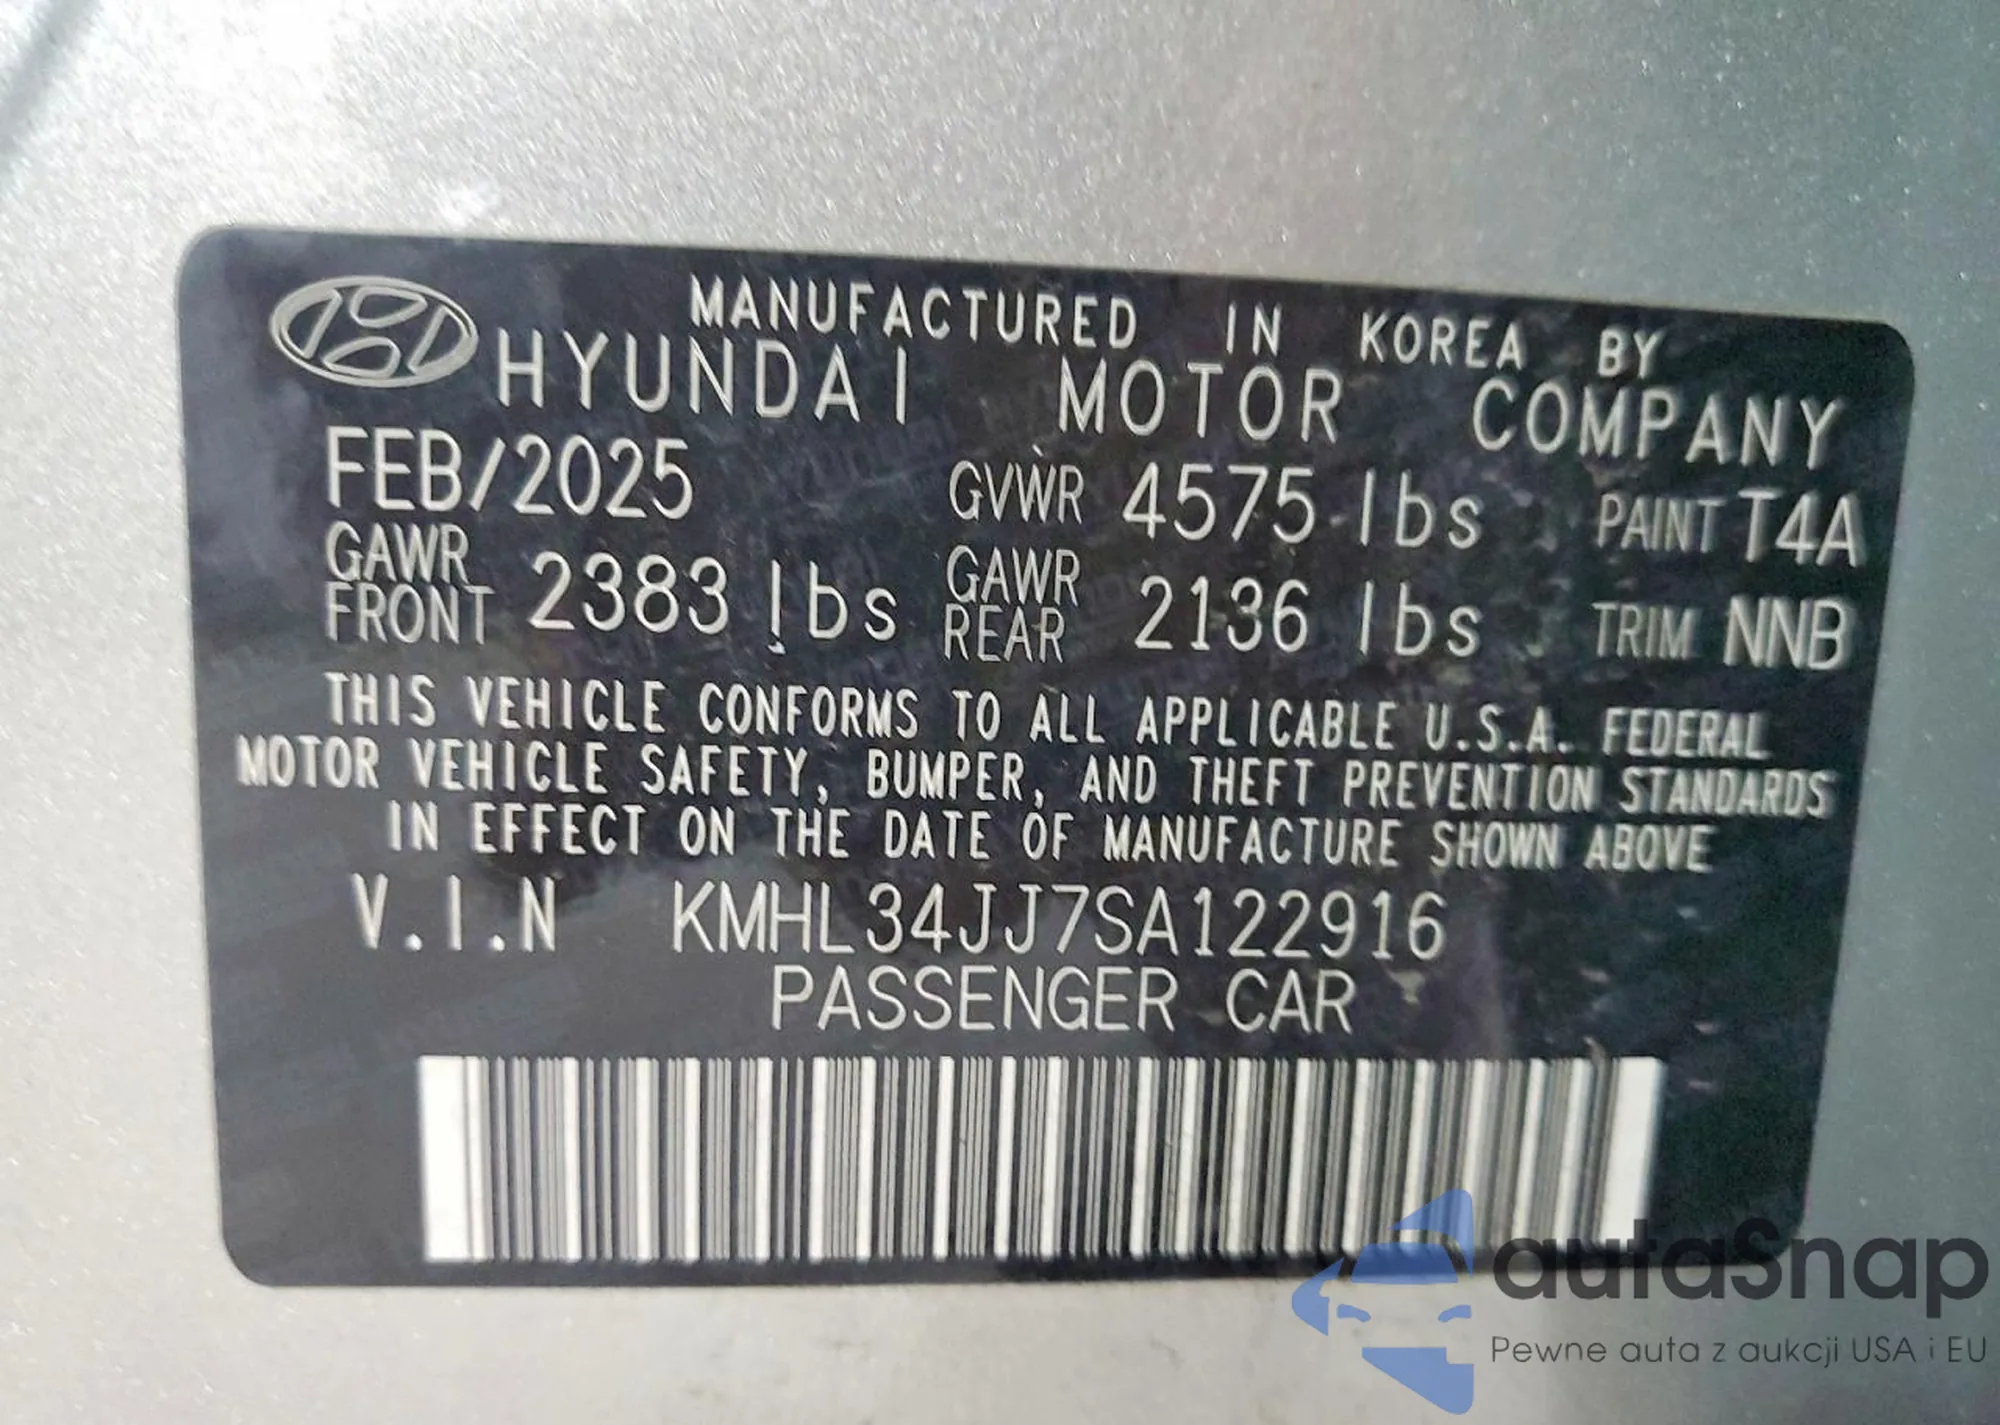 MANUFACTURED IN KOREA BY
HYUNDAI MOTOR COMPANY
FEB/2025 GVWR 4575 lbs PAINT T4A
GAWR FRONT 2383 lbs GAWR REAR 2136 lbs TRIM NNB
THIS VEHICLE CONFORMS TO ALL APPLICABLE U.S.A. FEDERAL
MOTOR VEHICLE SAFETY, BUMPER, AND THEFT PREVENTION STANDARDS
IN EFFECT ON THE DATE OF MANUFACTURE SHOWN ABOVE
V.I.N KMHL34JJ7SA122916
PASSENGER CAR
autaSnap
Pewne auta z aukcji USA i EU